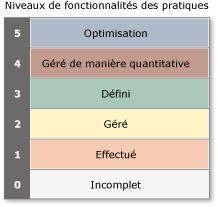 Niveaux de fonctionnalités des pratiques
5 Optimisation
4 Géré de manière quantitative
3 Défini
2 Géré
1 Effectué
0 Incomplet